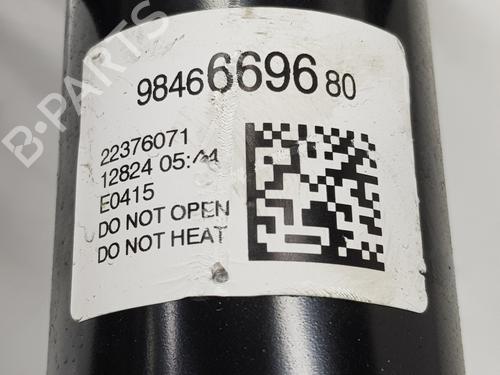 B-PARTS
9846669680
22376071
12824 05:44
E0415
DO NOT OPEN
DO NOT HEAT